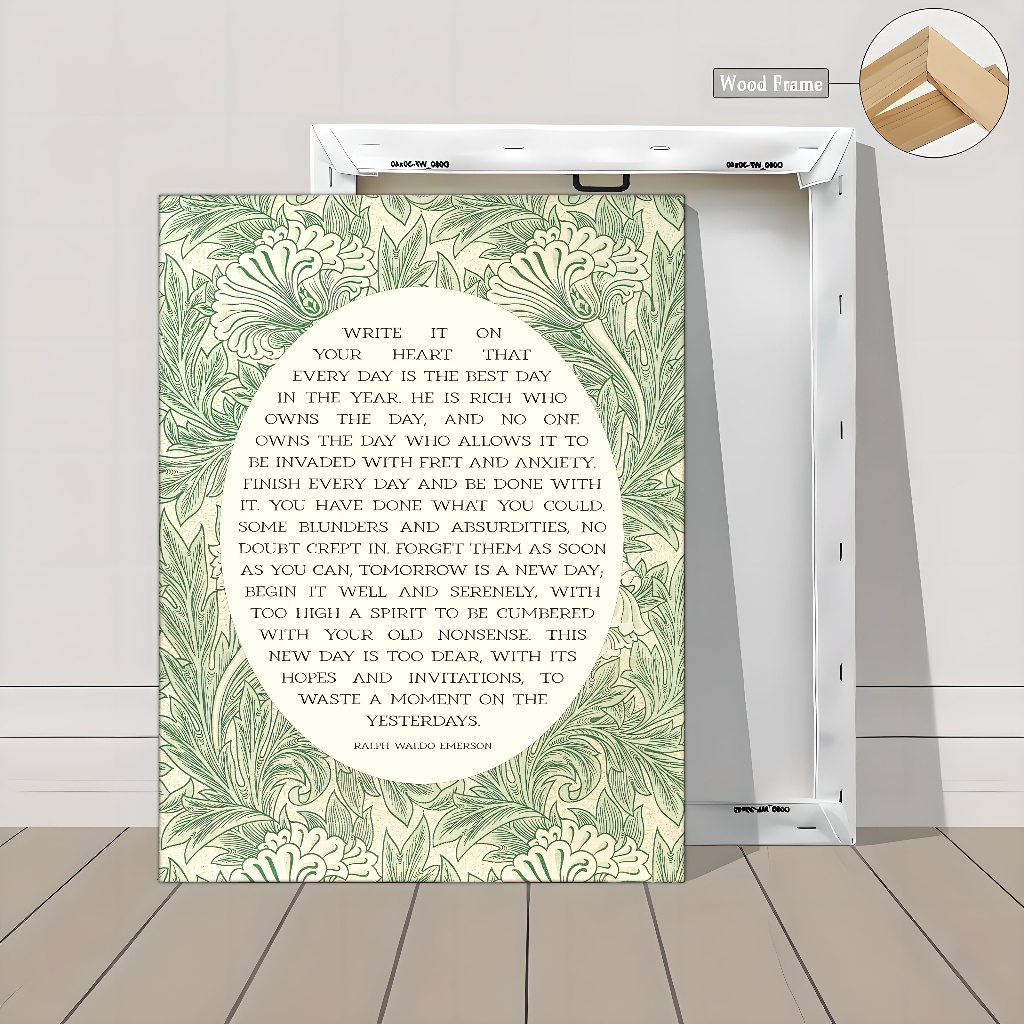 Wood Frame
WRITE IT ON
YOUR HEART THAT
EVERY DAY IS THE BEST DAY
IN THE YEAR. HE IS RICH WHO
OWNS THE DAY, AND NO ONE
OWNS THE DAY WHO ALLOWS IT TO
BE INVADED WITH FRET AND ANXIETY.
FINISH EVERY DAY AND BE DONE WITH
IT. YOU HAVE DONE WHAT YOU COULD.
SOME BLUNDERS AND ABSURDITIES, NO
DOUBT CREPT IN. FORGET THEM AS SOON
AS YOU CAN, TOMORROW IS A NEW DAY;
BEGIN IT WELL AND SERENELY, WITH
TOO HIGH A SPIRIT TO BE CUMBERED
WITH YOUR OLD NONSENSE. THIS
NEW DAY IS TOO DEAR, WITH ITS
HOPES AND INVITATIONS, TO
WASTE A MOMENT ON THE
YESTERDAYS.
RALPH WALDO EMERSON